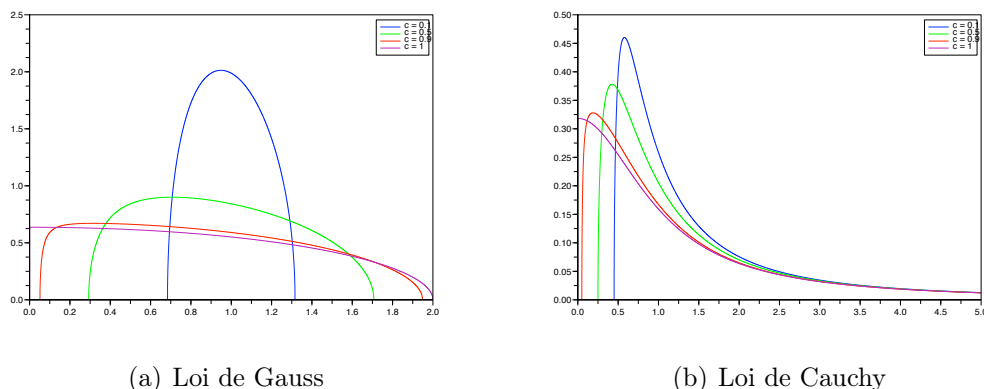 2.5
2.0
1.5
1.0
0.5
0.0
0.0 0.2 0.4 0.6 0.8 1.0 1.2 1.4 1.6 1.8 2.0
c = 0.1
c = 0.5
c = 0.9
c = 1
(a) Loi de Gauss
0.50
0.45
0.40
0.35
0.30
0.25
0.20
0.15
0.10
0.05
0.00
0.0 0.5 1.0 1.5 2.0 2.5 3.0 3.5 4.0 4.5 5.0
c = 0.1
c = 0.5
c = 0.9
c = 1
(b) Loi de Cauchy